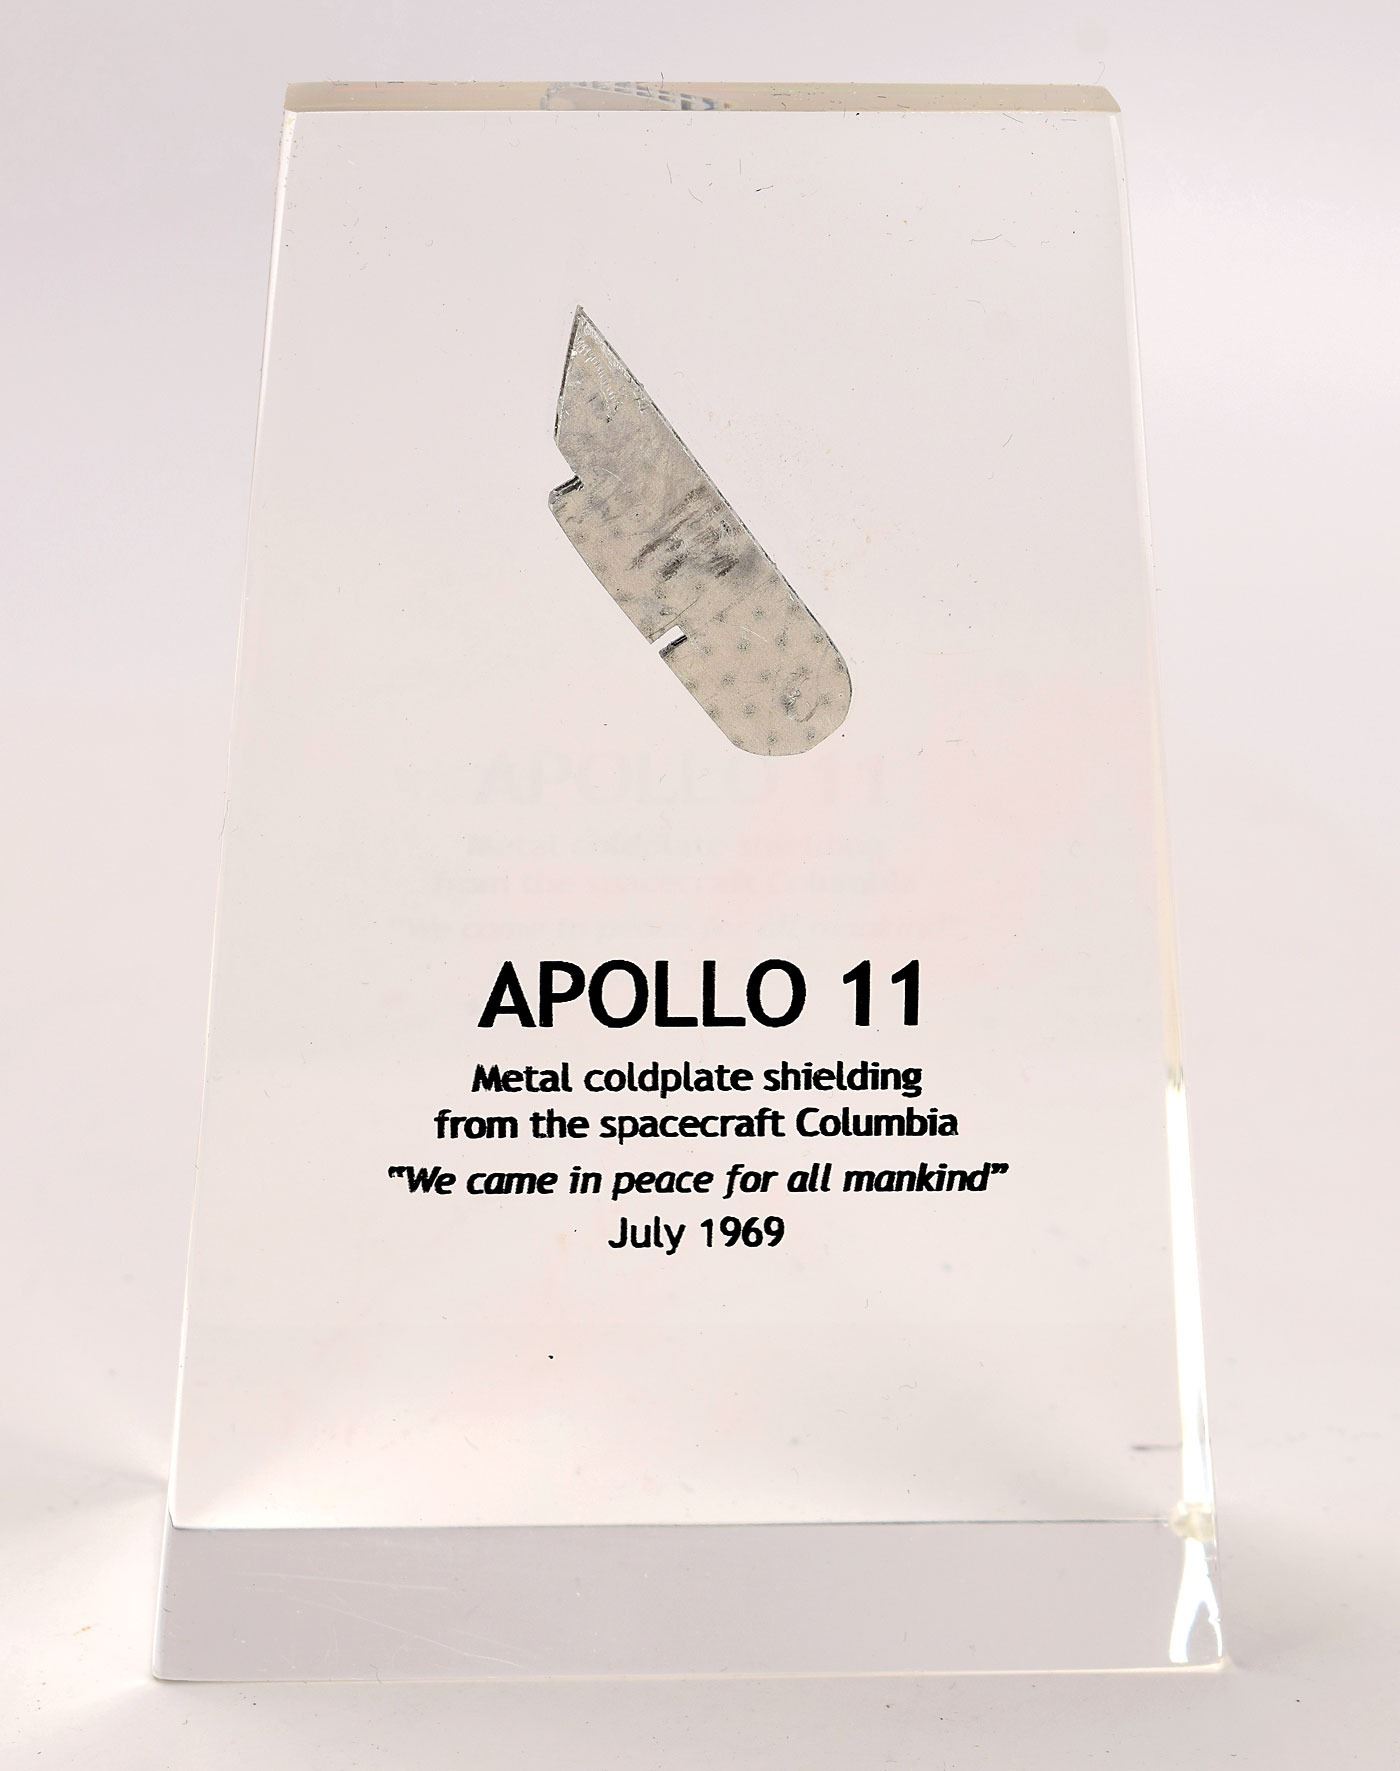 APOLLO 11
Metal coldplate shielding
from the spacecraft Columbia
"We came in peace for all mankind"
July 1969